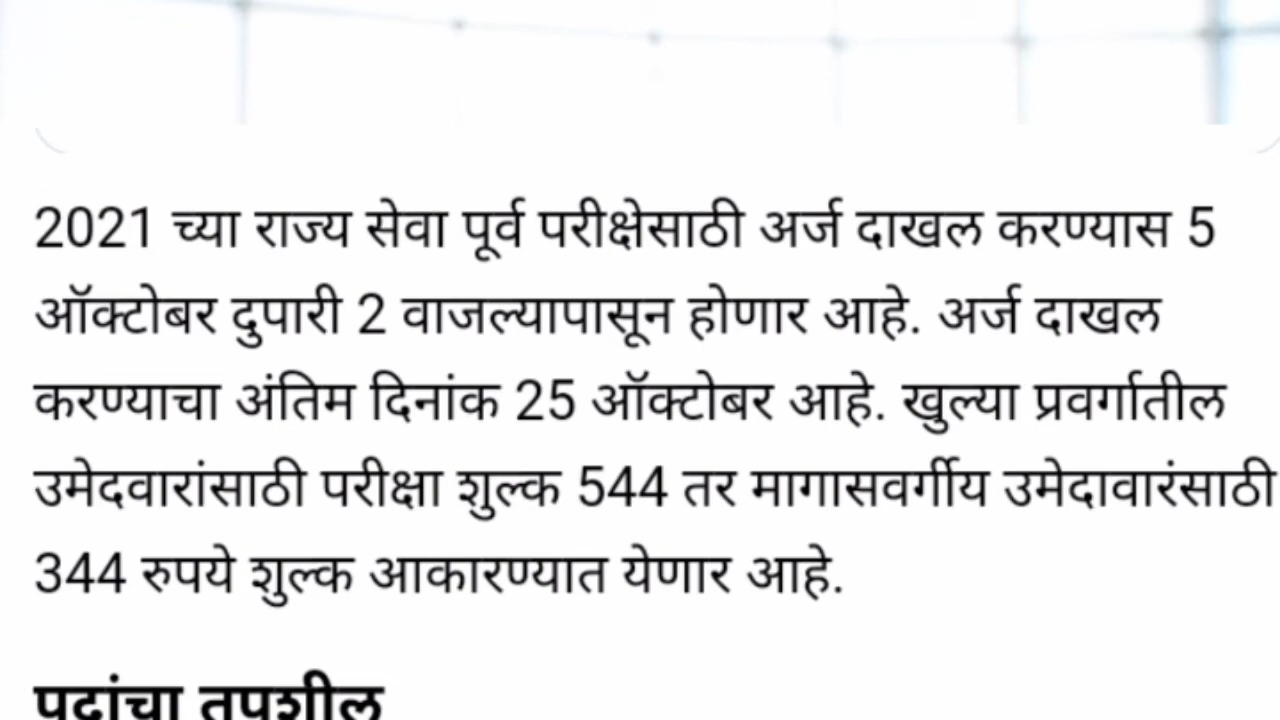 2021 च्या राज्य सेवा पूर्व परीक्षेसाठी अर्ज दाखल करण्यास 5
ऑक्टोबर दुपारी 2 वाजल्यापासून होणार आहे. अर्ज दाखल
करण्याचा अंतिम दिनांक 25 ऑक्टोबर आहे. खुल्या प्रवर्गातील
उमेदवारांसाठी परीक्षा शुल्क 544 तर मागासवर्गीय उमेदावारंसाठी
344 रुपये शुल्क आकारण्यात येणार आहे.
पदांचा तपशील